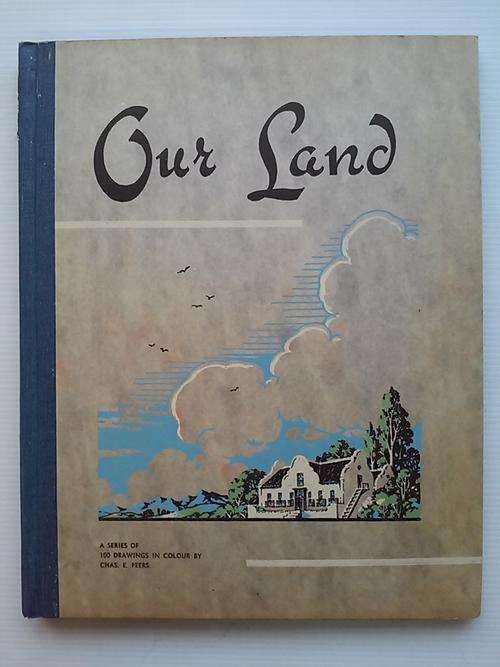 Our Land
A SERIES OF
100 DRAWINGS IN COLOUR BY
CHAS. E. PEERS